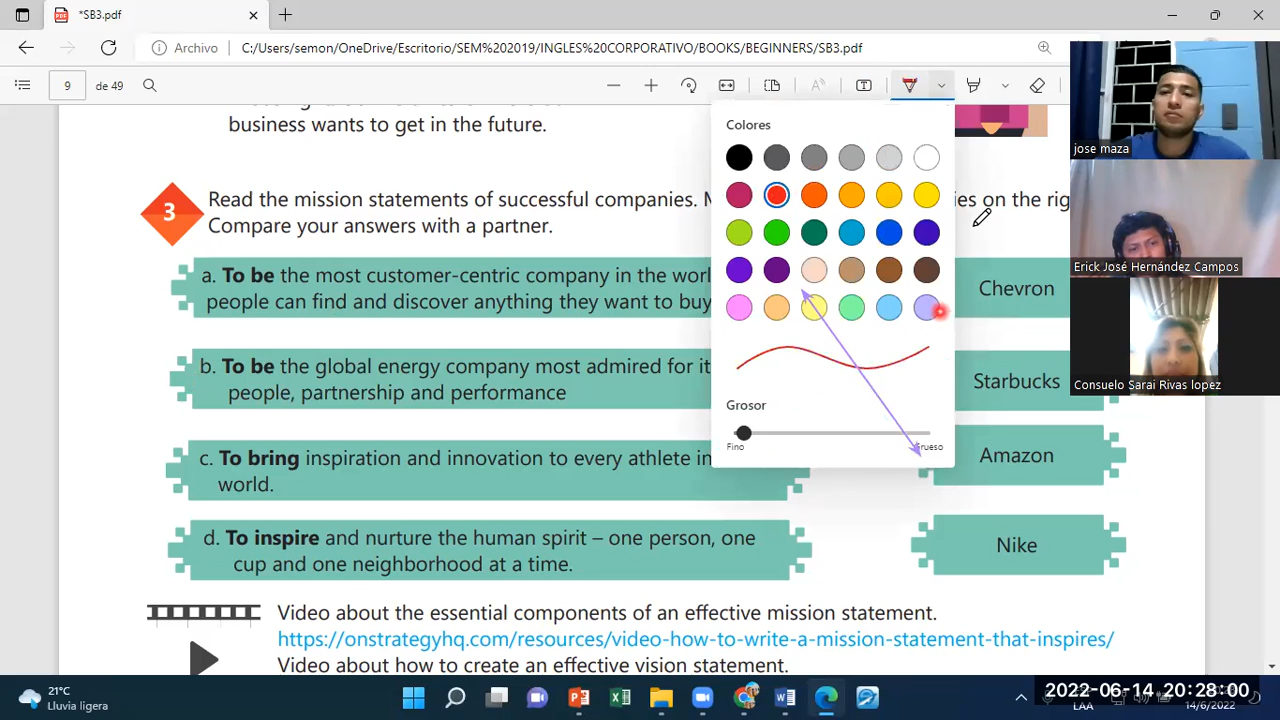 *SB3.pdf
Archivo
C:/Users/semon/OneDrive/Escritorio/SEM%202019/INGLES%20CORPORATIVO/BOOKS/BEGINNERS/SB3.pdf
9
de 49
business wants to get in the future.
3
Read the mission statements of successful companies.
ies on the rig
Compare your answers with a partner.
a. To be the most customer-centric company in the worl
people can find and discover anything they want to buy
Chevron
b. To be the global energy company most admired for it
people, partnership and performance
Starbucks
c. To bring inspiration and innovation to every athlete in
world.
Amazon
d. To inspire and nurture the human spirit – one person, one
cup and one neighborhood at a time.
Nike
Video about the essential components of an effective mission statement.
https://onstrategyhq.com/resources/video-how-to-write-a-mission-statement-that-inspires/
Video about how to create an effective vision statement.
Colores
Grosor
Fino
Grueso
jose maza
Erick José Hernández Campos
Consuelo Sarai Rivas lopez
21°C
Lluvia ligera
2022-06-14 20:28:00
LAA
14/6/2022